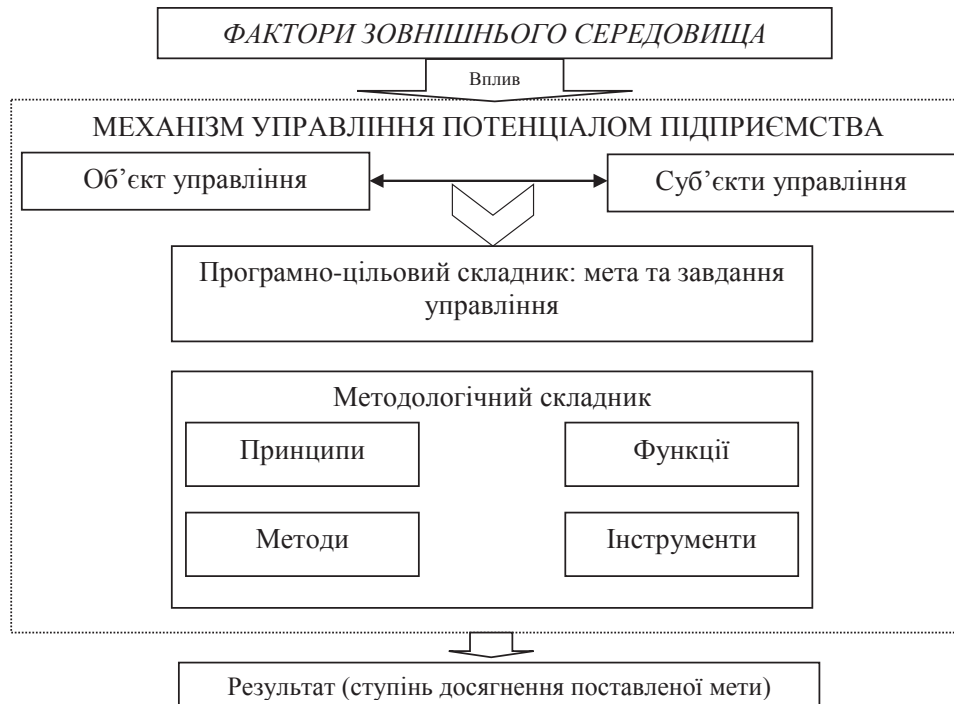 ФАКТОРИ ЗОВНІШНЬОГО СЕРЕДОВИЩА
Вплив
МЕХАНІЗМ УПРАВЛІННЯ ПОТЕНЦІАЛОМ ПІДПРИЄМСТВА
Об’єкт управління
Суб’єкти управління
Програмно-цільовий складник: мета та завдання
управління
Методологічний складник
Принципи
Функції
Методи
Інструменти
Результат (ступінь досягнення поставленої мети)